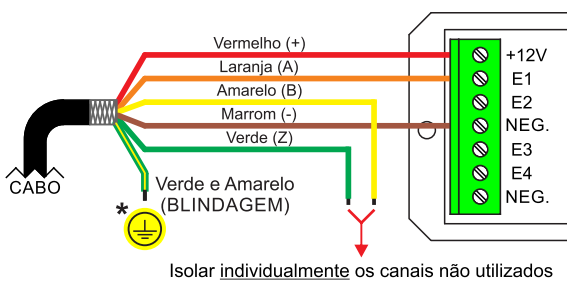 Vermelho (+)
Laranja (A)
Amarelo (B)
Marrom (-)
Verde (Z)
+12V
E1
E2
NEG.
E3
E4
NEG.
CABO
Verde e Amarelo
(BLINDAGEM)
*
Isolar individualmente os canais não utilizados